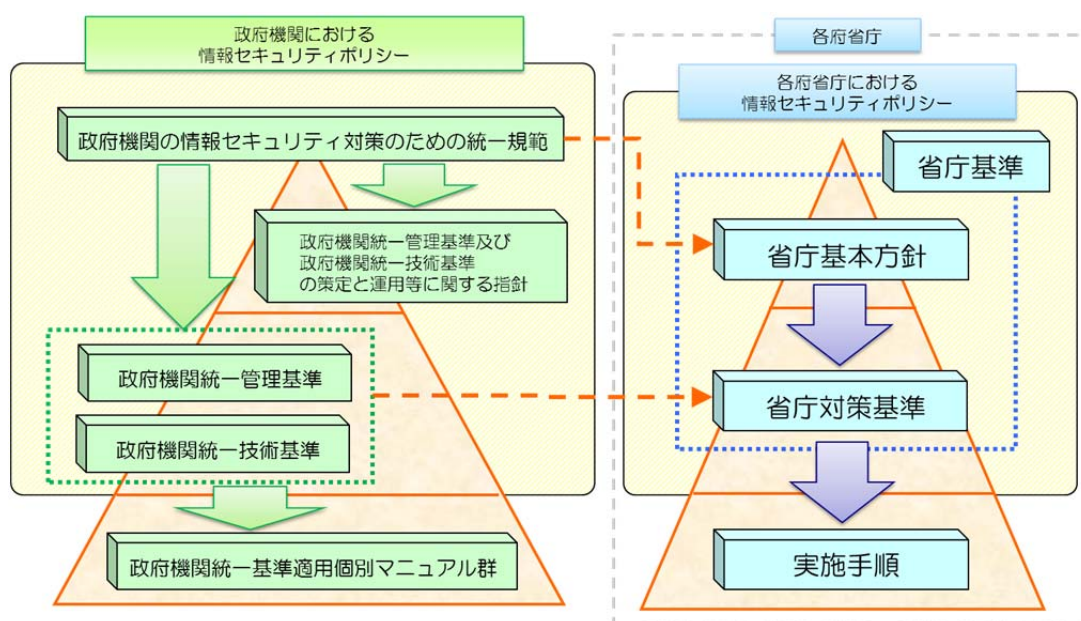 政府機関における
情報セキュリティポリシー
政府機関の情報セキュリティ対策のための統一規範
政府機関統一管理基準及び
政府機関統一技術基準
の策定と運用等に関する指針
政府機関統一管理基準
政府機関統一技術基準
政府機関統一基準適用個別マニュアル群
各府省庁
各府省庁における
情報セキュリティポリシー
省庁基準
省庁基本方針
省庁対策基準
実施手順